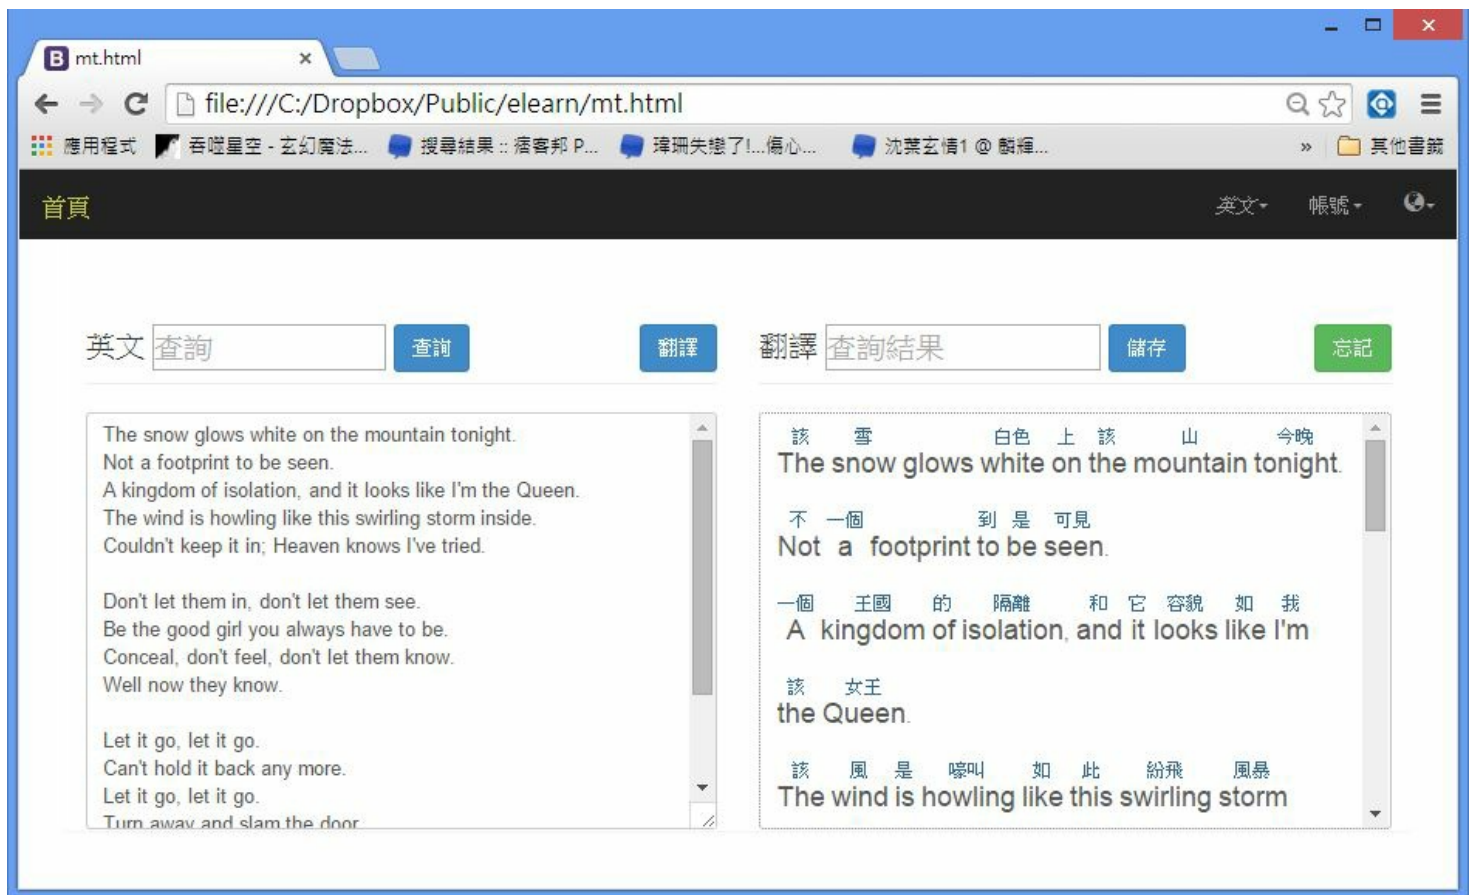 mt.html
file:///C:/Dropbox/Public/elearn/mt.html
應用程式 吞噬星空 - 玄幻魔法... 搜尋結果 :: 痞客邦 P... 瑋珊失戀了!...傷心... 沈葉玄情1 @ 麟輝... » 其他書籤
首頁 英文 帳號
英文 查詢 查詢 翻譯
The snow glows white on the mountain tonight.
Not a footprint to be seen.
A kingdom of isolation, and it looks like I'm the Queen.
The wind is howling like this swirling storm inside.
Couldn't keep it in; Heaven knows I've tried.
Don't let them in, don't let them see.
Be the good girl you always have to be.
Conceal, don't feel, don't let them know.
Well now they know.
Let it go, let it go.
Can't hold it back any more.
Let it go, let it go.
Turn away and slam the door
翻譯 查詢結果 儲存 忘記
該 雪 白色 上 該 山 今晚
The snow glows white on the mountain tonight.
不 一個 到 是 可見
Not a footprint to be seen.
一個 王國 的 隔離 和 它 容貌 如 我
A kingdom of isolation, and it looks like I'm
該 女王
the Queen.
該 風 是 嚎叫 如 此 紛飛 風暴
The wind is howling like this swirling storm